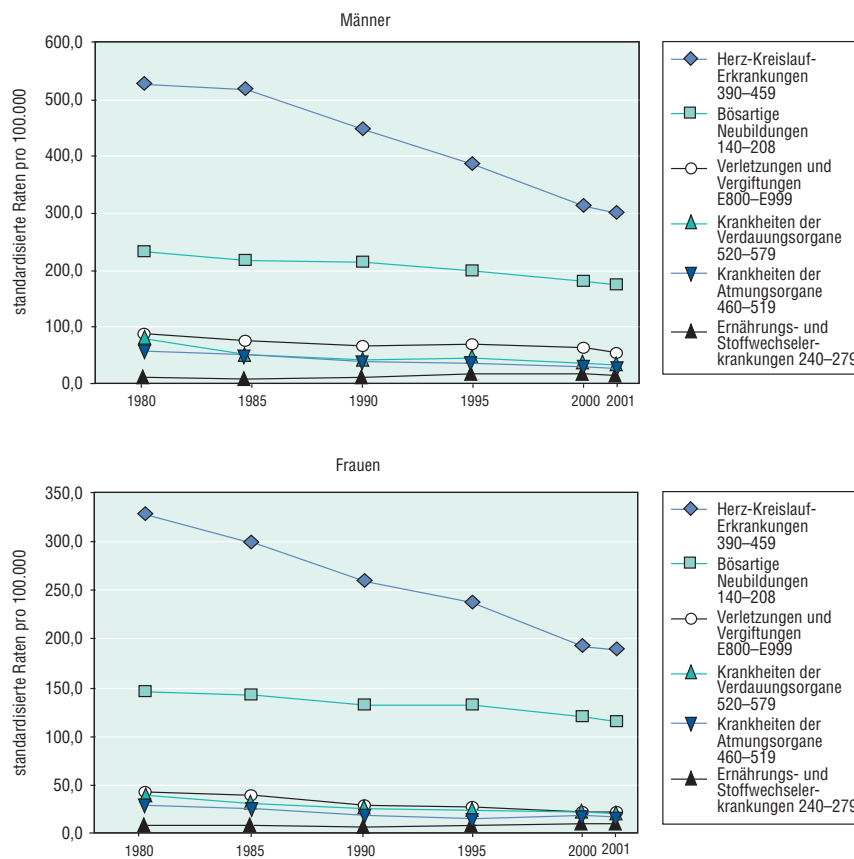 Männer
standardisierte Raten pro 100.000
600,0
500,0
400,0
300,0
200,0
100,0
0,0
1980 1985 1990 1995 2000 2001
Herz-Kreislauf-
Erkrankungen
390–459
Bösartige
Neubildungen
140–208
Verletzungen und
Vergiftungen
E800–E999
Krankheiten der
Verdauungsorgane
520–579
Krankheiten der
Atmungsorgane
460–519
Ernährungs- und
Stoffwechseler-
krankungen 240–279
Frauen
standardisierte Raten pro 100.000
350,0
300,0
250,0
200,0
150,0
100,0
50,0
0,0
1980 1985 1990 1995 2000 2001
Herz-Kreislauf-
Erkrankungen
390–459
Bösartige
Neubildungen
140–208
Verletzungen und
Vergiftungen
E800–E999
Krankheiten der
Verdauungsorgane
520–579
Krankheiten der
Atmungsorgane
460–519
Ernährungs- und
Stoffwechseler-
krankungen 240–279